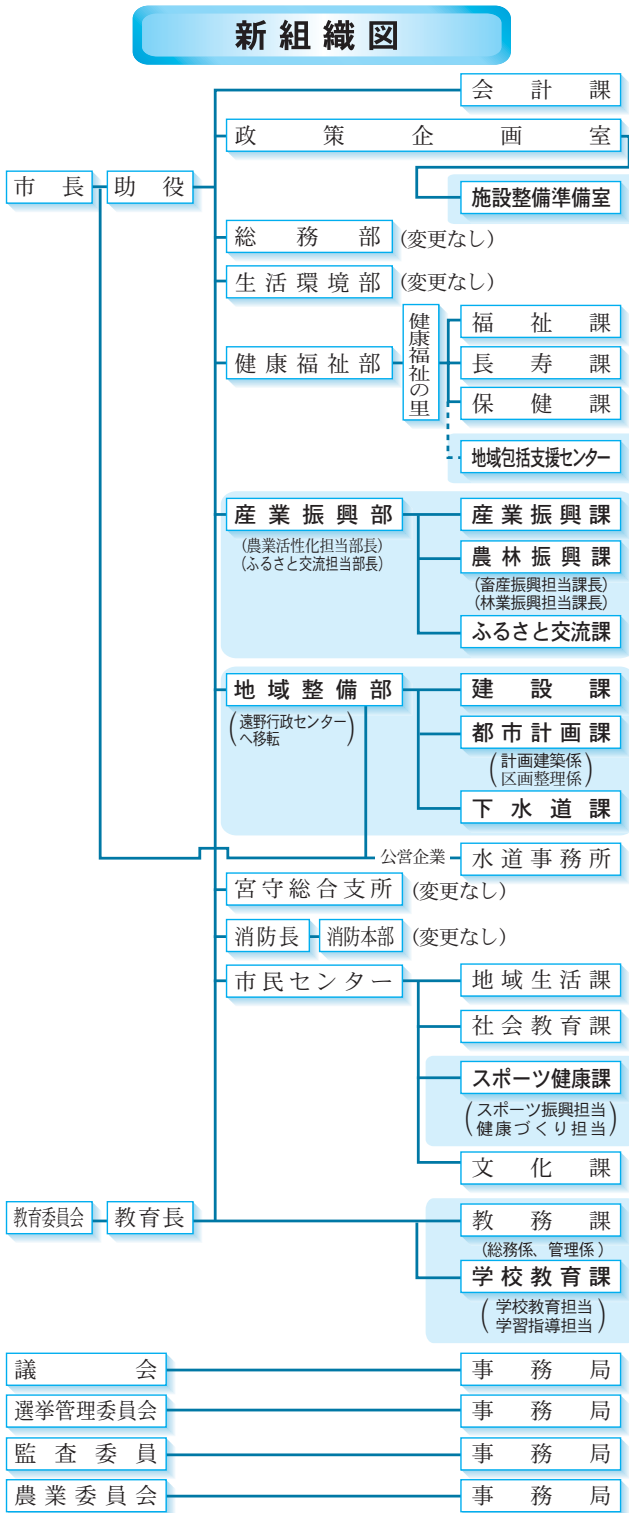 新組織図
会計課
政策企画室
市長
助役
施設整備準備室
総務部
(変更なし)
生活環境部
(変更なし)
健康福祉部
健康福祉の里
福祉課
長寿課
保健課
地域包括支援センター
産業振興部
(農業活性化担当部長)
(ふるさと交流担当部長)
産業振興課
農林振興課
(畜産振興担当課長)
(林業振興担当課長)
ふるさと交流課
地域整備部
(遠野行政センター
へ移転)
建設課
都市計画課
(計画建築係
区画整理係)
下水道課
公営企業
水道事務所
宮守総合支所
(変更なし)
消防長
消防本部
(変更なし)
市民センター
地域生活課
社会教育課
スポーツ健康課
(スポーツ振興担当
健康づくり担当)
文化課
教育委員会
教育長
教務課
(総務係、管理係)
学校教育課
(学校教育担当
学習指導担当)
議会
事務局
選挙管理委員会
事務局
監査委員
事務局
農業委員会
事務局